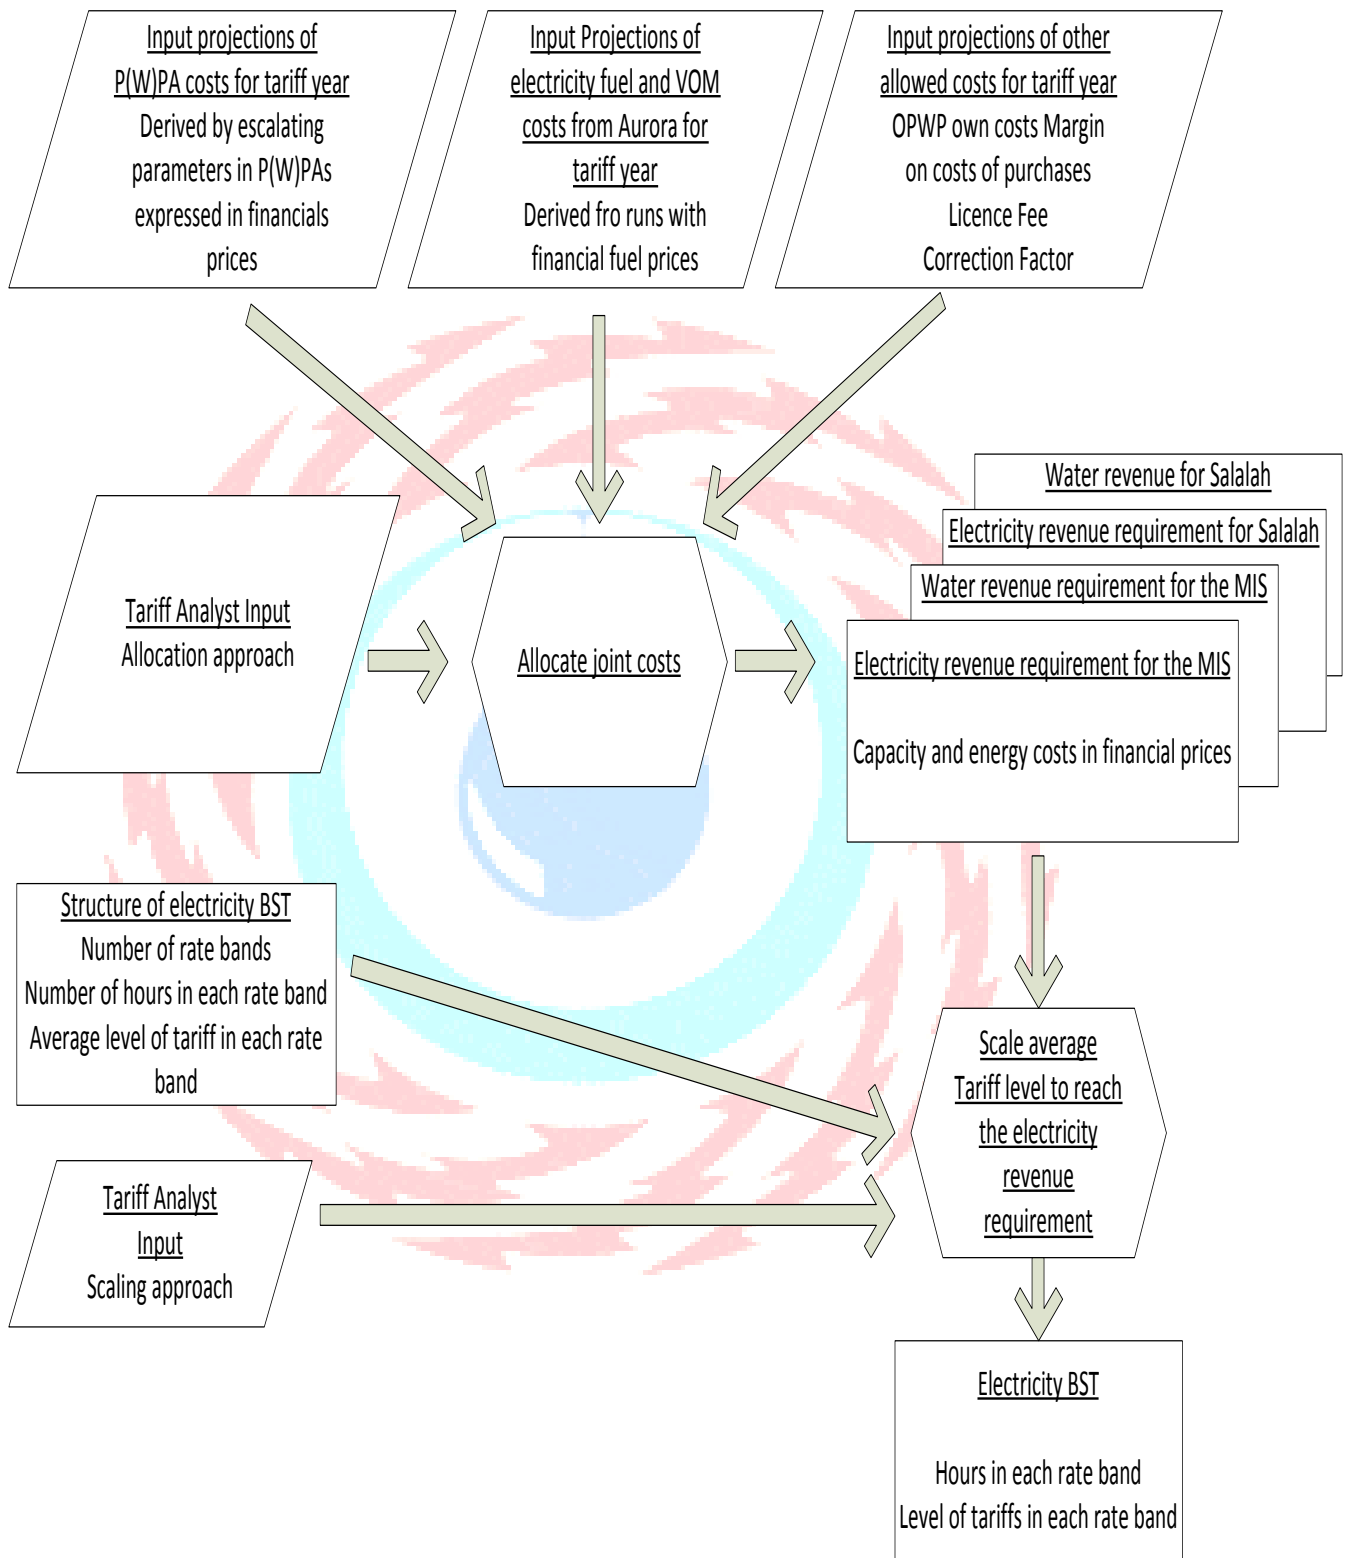 Input projections of
P(W)PA costs for tariff year
Derived by escalating
parameters in P(W)PAs
expressed in financials
prices
Input Projections of
electricity fuel and VOM
costs from Aurora for
tariff year
Derived fro runs with
financial fuel prices
Input projections of other
allowed costs for tariff year
OPWP own costs Margin
on costs of purchases
Licence Fee
Correction Factor
Water revenue for Salalah
Electricity revenue requirement for Salalah
Water revenue requirement for the MIS
Electricity revenue requirement for the MIS
Capacity and energy costs in financial prices
Tariff Analyst Input
Allocation approach
Allocate joint costs
Structure of electricity BST
Number of rate bands
Number of hours in each rate band
Average level of tariff in each rate
band
Scale average
Tariff level to reach
the electricity
revenue
requirement
Tariff Analyst
Input
Scaling approach
Electricity BST
Hours in each rate band
Level of tariffs in each rate band